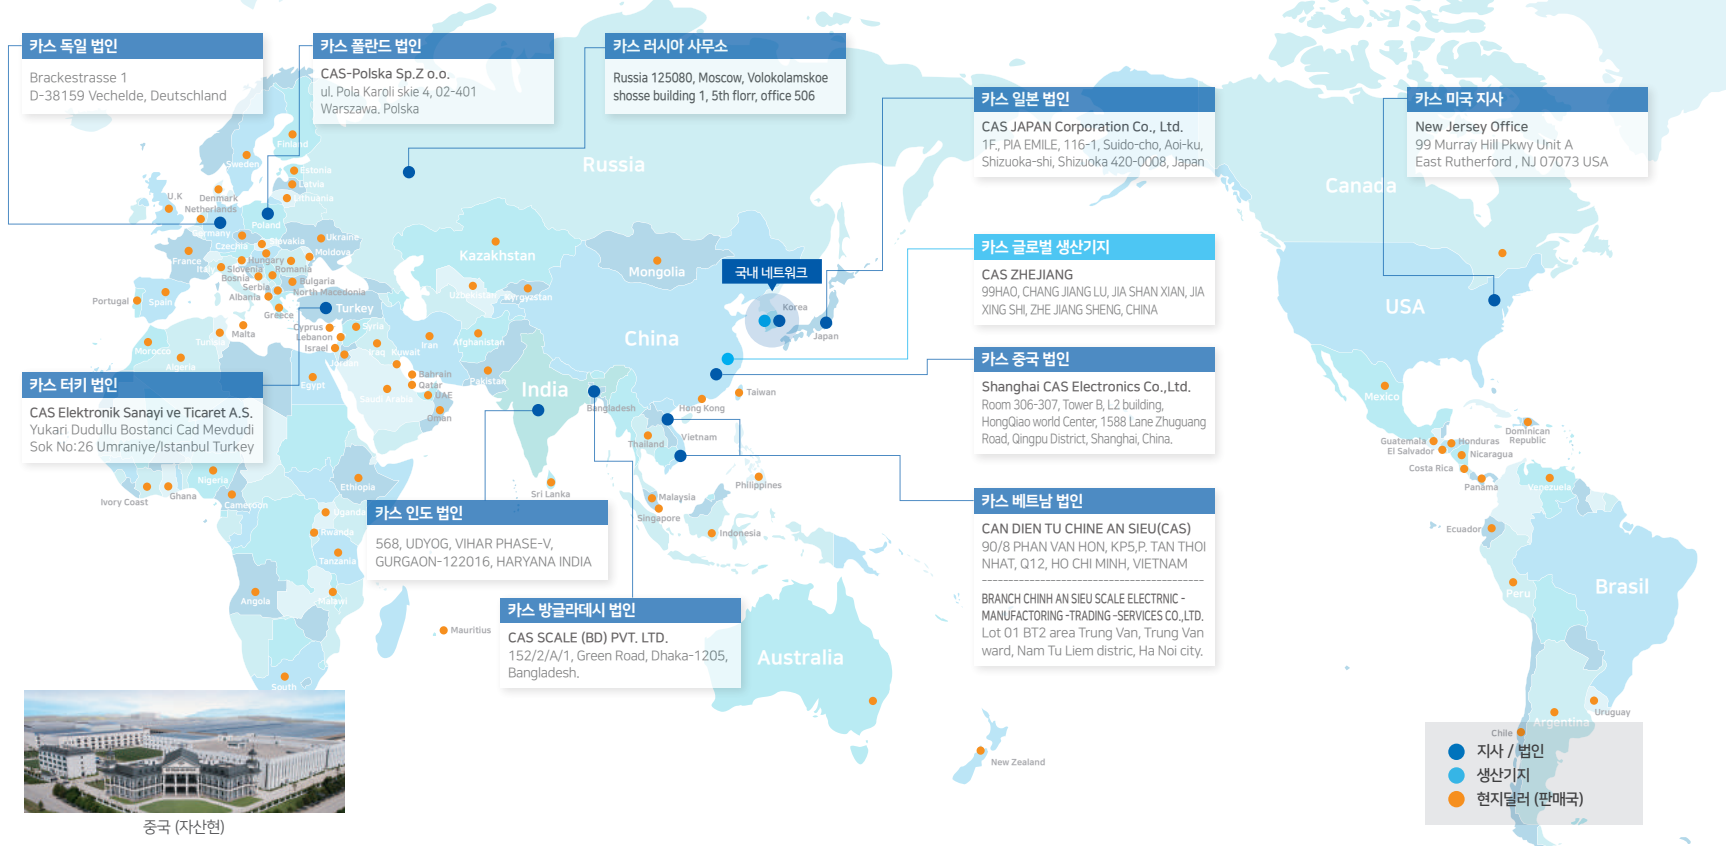 카스 독일 법인
Brackestrasse 1
D-38159 Vechelde, Deutschland
카스 폴란드 법인
CAS-Polska Sp.Z o.o.
ul. Pola Karoli skie 4, 02-401
Warszawa. Polska
카스 러시아 사무소
Russia 125080, Moscow, Volokolamskoe
shosse building 1, 5th florr, office 506
카스 일본 법인
CAS JAPAN Corporation Co., Ltd.
1F., PIA EMILE, 116-1, Suido-cho, Aoi-ku,
Shizuoka-shi, Shizuoka 420-0008, Japan
카스 미국 지사
New Jersey Office
99 Murray Hill Pkwy Unit A
East Rutherford , NJ 07073 USA
카스 글로벌 생산기지
CAS ZHEJIANG
99HAO, CHANG JIANG LU, JIA SHAN XIAN, JIA
XING SHI, ZHE JIANG SHENG, CHINA
카스 중국 법인
Shanghai CAS Electronics Co.,Ltd.
Room 306-307, Tower B, L2 building,
HongQiao world Center, 1588 Lane Zhuguang
Road, Qingpu District, Shanghai, China.
카스 터키 법인
CAS Elektronik Sanayi ve Ticaret A.S.
Yukari Dudullu Bostanci Cad Mevdudi
Sok No:26 Umraniye/Istanbul Turkey
카스 인도 법인
568, UDYOG, VIHAR PHASE-V,
GURGAON-122016, HARYANA INDIA
카스 방글라데시 법인
CAS SCALE (BD) PVT. LTD.
152/2/A/1, Green Road, Dhaka-1205,
Bangladesh.
카스 베트남 법인
CAN DIEN TU CHINE AN SIEU(CAS)
90/8 PHAN VAN HON, KP5,P. TAN THOI
NHAT, Q12, HO CHI MINH, VIETNAM
BRANCH CHINH AN SIEU SCALE ELECTRNIC -
MANUFACTORING -TRADING -SERVICES CO.,LTD.
Lot 01 BT2 area Trung Van, Trung Van
ward, Nam Tu Liem distric, Ha Noi city.
국내 네트워크
Finland
Sweden
Estonia
Latvia
Lithuania
U.K
Denmark
Netherlands
Germany
Poland
Czechia
Slovakia
Ukraine
Moldova
France
Italy
Hungary
Slovenia
Romania
Bosnia
Bulgaria
Serbia
North Macedonia
Albania
Portugal
Spain
Greece
Turkey
Malta
Tunisia
Cyprus
Syria
Lebanon
Israel
Jordan
Iraq
Kuwait
Iran
Afghanistan
Morocco
Algeria
Egypt
Bahrain
Qatar
UAE
Saudi Arabia
Oman
Pakistan
Russia
Kazakhstan
Uzbekistan
Kyrgyzstan
Mongolia
China
Korea
Japan
India
Bangladesh
Hong Kong
Taiwan
Vietnam
Thailand
Philippines
Sri Lanka
Malaysia
Singapore
Indonesia
Nigeria
Ivory Coast
Ghana
Cameroon
Ethiopia
Uganda
Rwanda
Tanzania
Angola
Malawi
Mauritius
South
Australia
New Zealand
Canada
USA
Mexico
Guatemala
El Salvador
Honduras
Nicaragua
Costa Rica
Panama
Dominican
Republic
Venezuela
Ecuador
Peru
Brasil
Uruguay
Argentina
Chile
지사 / 법인
생산기지
현지딜러 (판매국)
중국 (자산현)